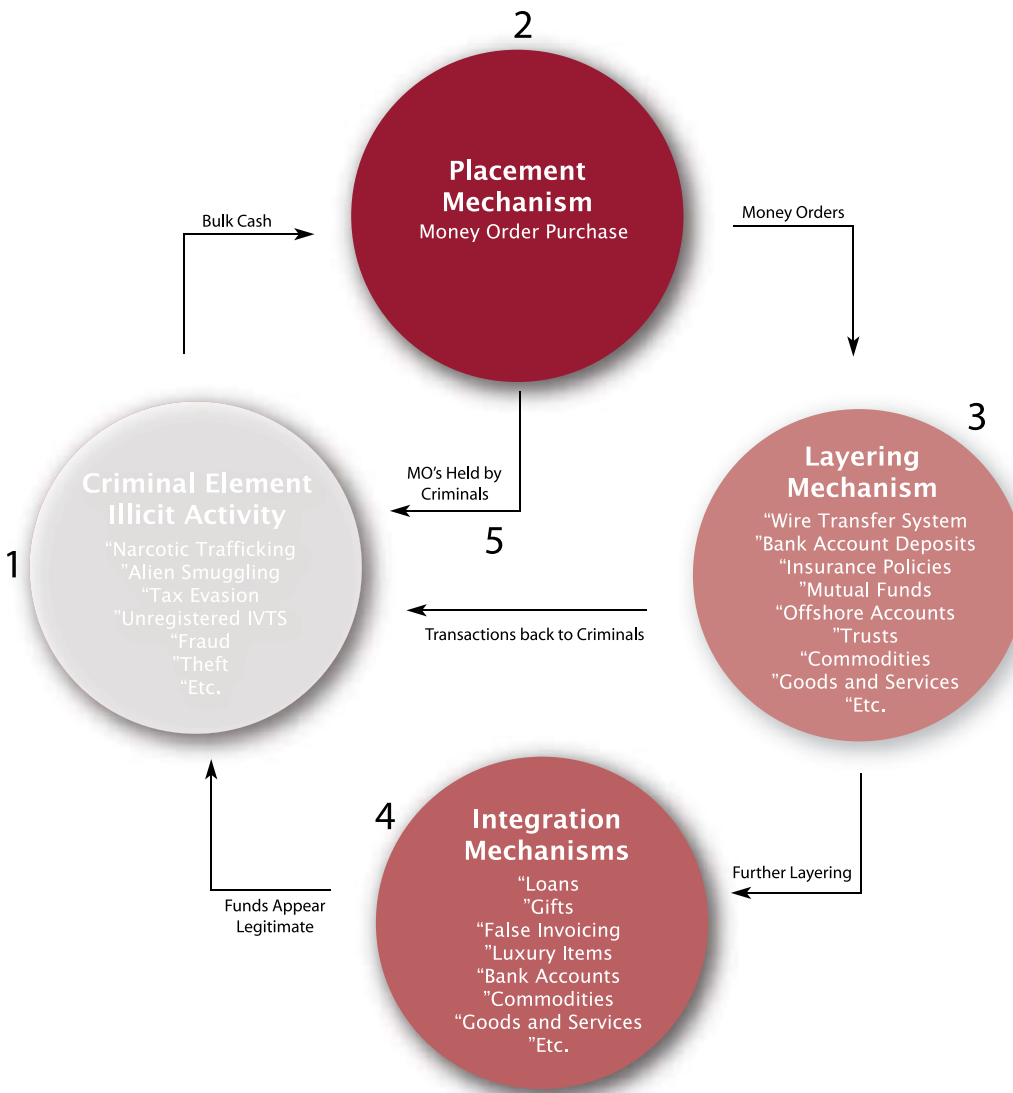 2
Placement
Mechanism
Money Order Purchase
Bulk Cash
Money Orders
1
Criminal Element
Illicit Activity
“Narcotic Trafficking
”Alien Smuggling
“Tax Evasion
”Unregistered IVTS
“Fraud
”Theft
“Etc.
MO's Held by
Criminals
5
Transactions back to Criminals
3
Layering
Mechanism
“Wire Transfer System
”Bank Account Deposits
“Insurance Policies
”Mutual Funds
“Offshore Accounts
”Trusts
“Commodities
”Goods and Services
“Etc.
4
Integration
Mechanisms
“Loans
”Gifts
“False Invoicing
”Luxury Items
“Bank Accounts
”Commodities
“Goods and Services
”Etc.
Further Layering
Funds Appear
Legitimate